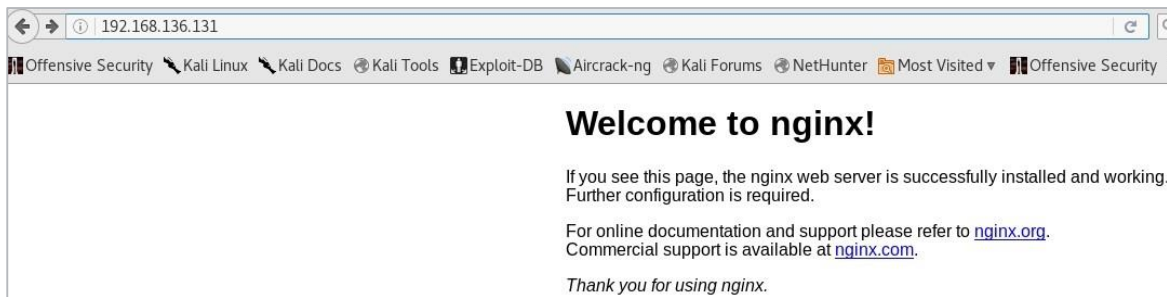 192.168.136.131
Offensive Security Kali Linux Kali Docs Kali Tools Exploit-DB Aircrack-ng Kali Forums NetHunter Most Visited Offensive Security
Welcome to nginx!
If you see this page, the nginx web server is successfully installed and working.
Further configuration is required.
For online documentation and support please refer to nginx.org.
Commercial support is available at nginx.com.
Thank you for using nginx.